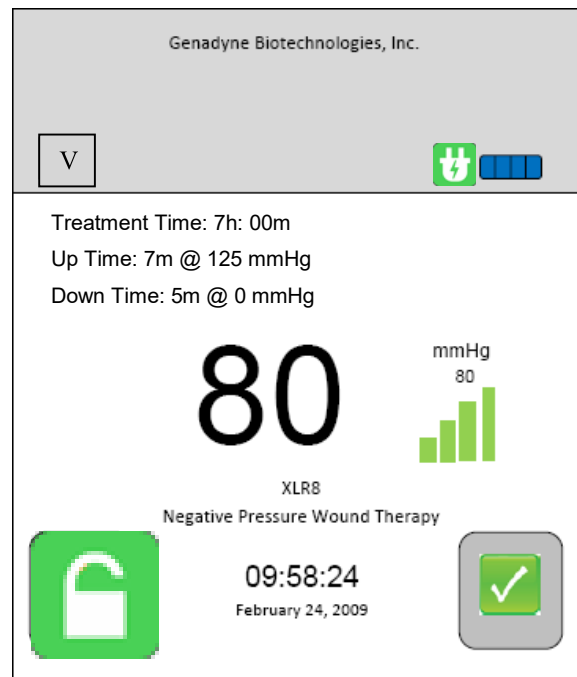 Genadyne Biotechnologies, Inc.
V
Treatment Time: 7h: 00m
Up Time: 7m @ 125 mmHg
Down Time: 5m @ 0 mmHg
80
mmHg
80
XLR8
Negative Pressure Wound Therapy
09:58:24
February 24, 2009